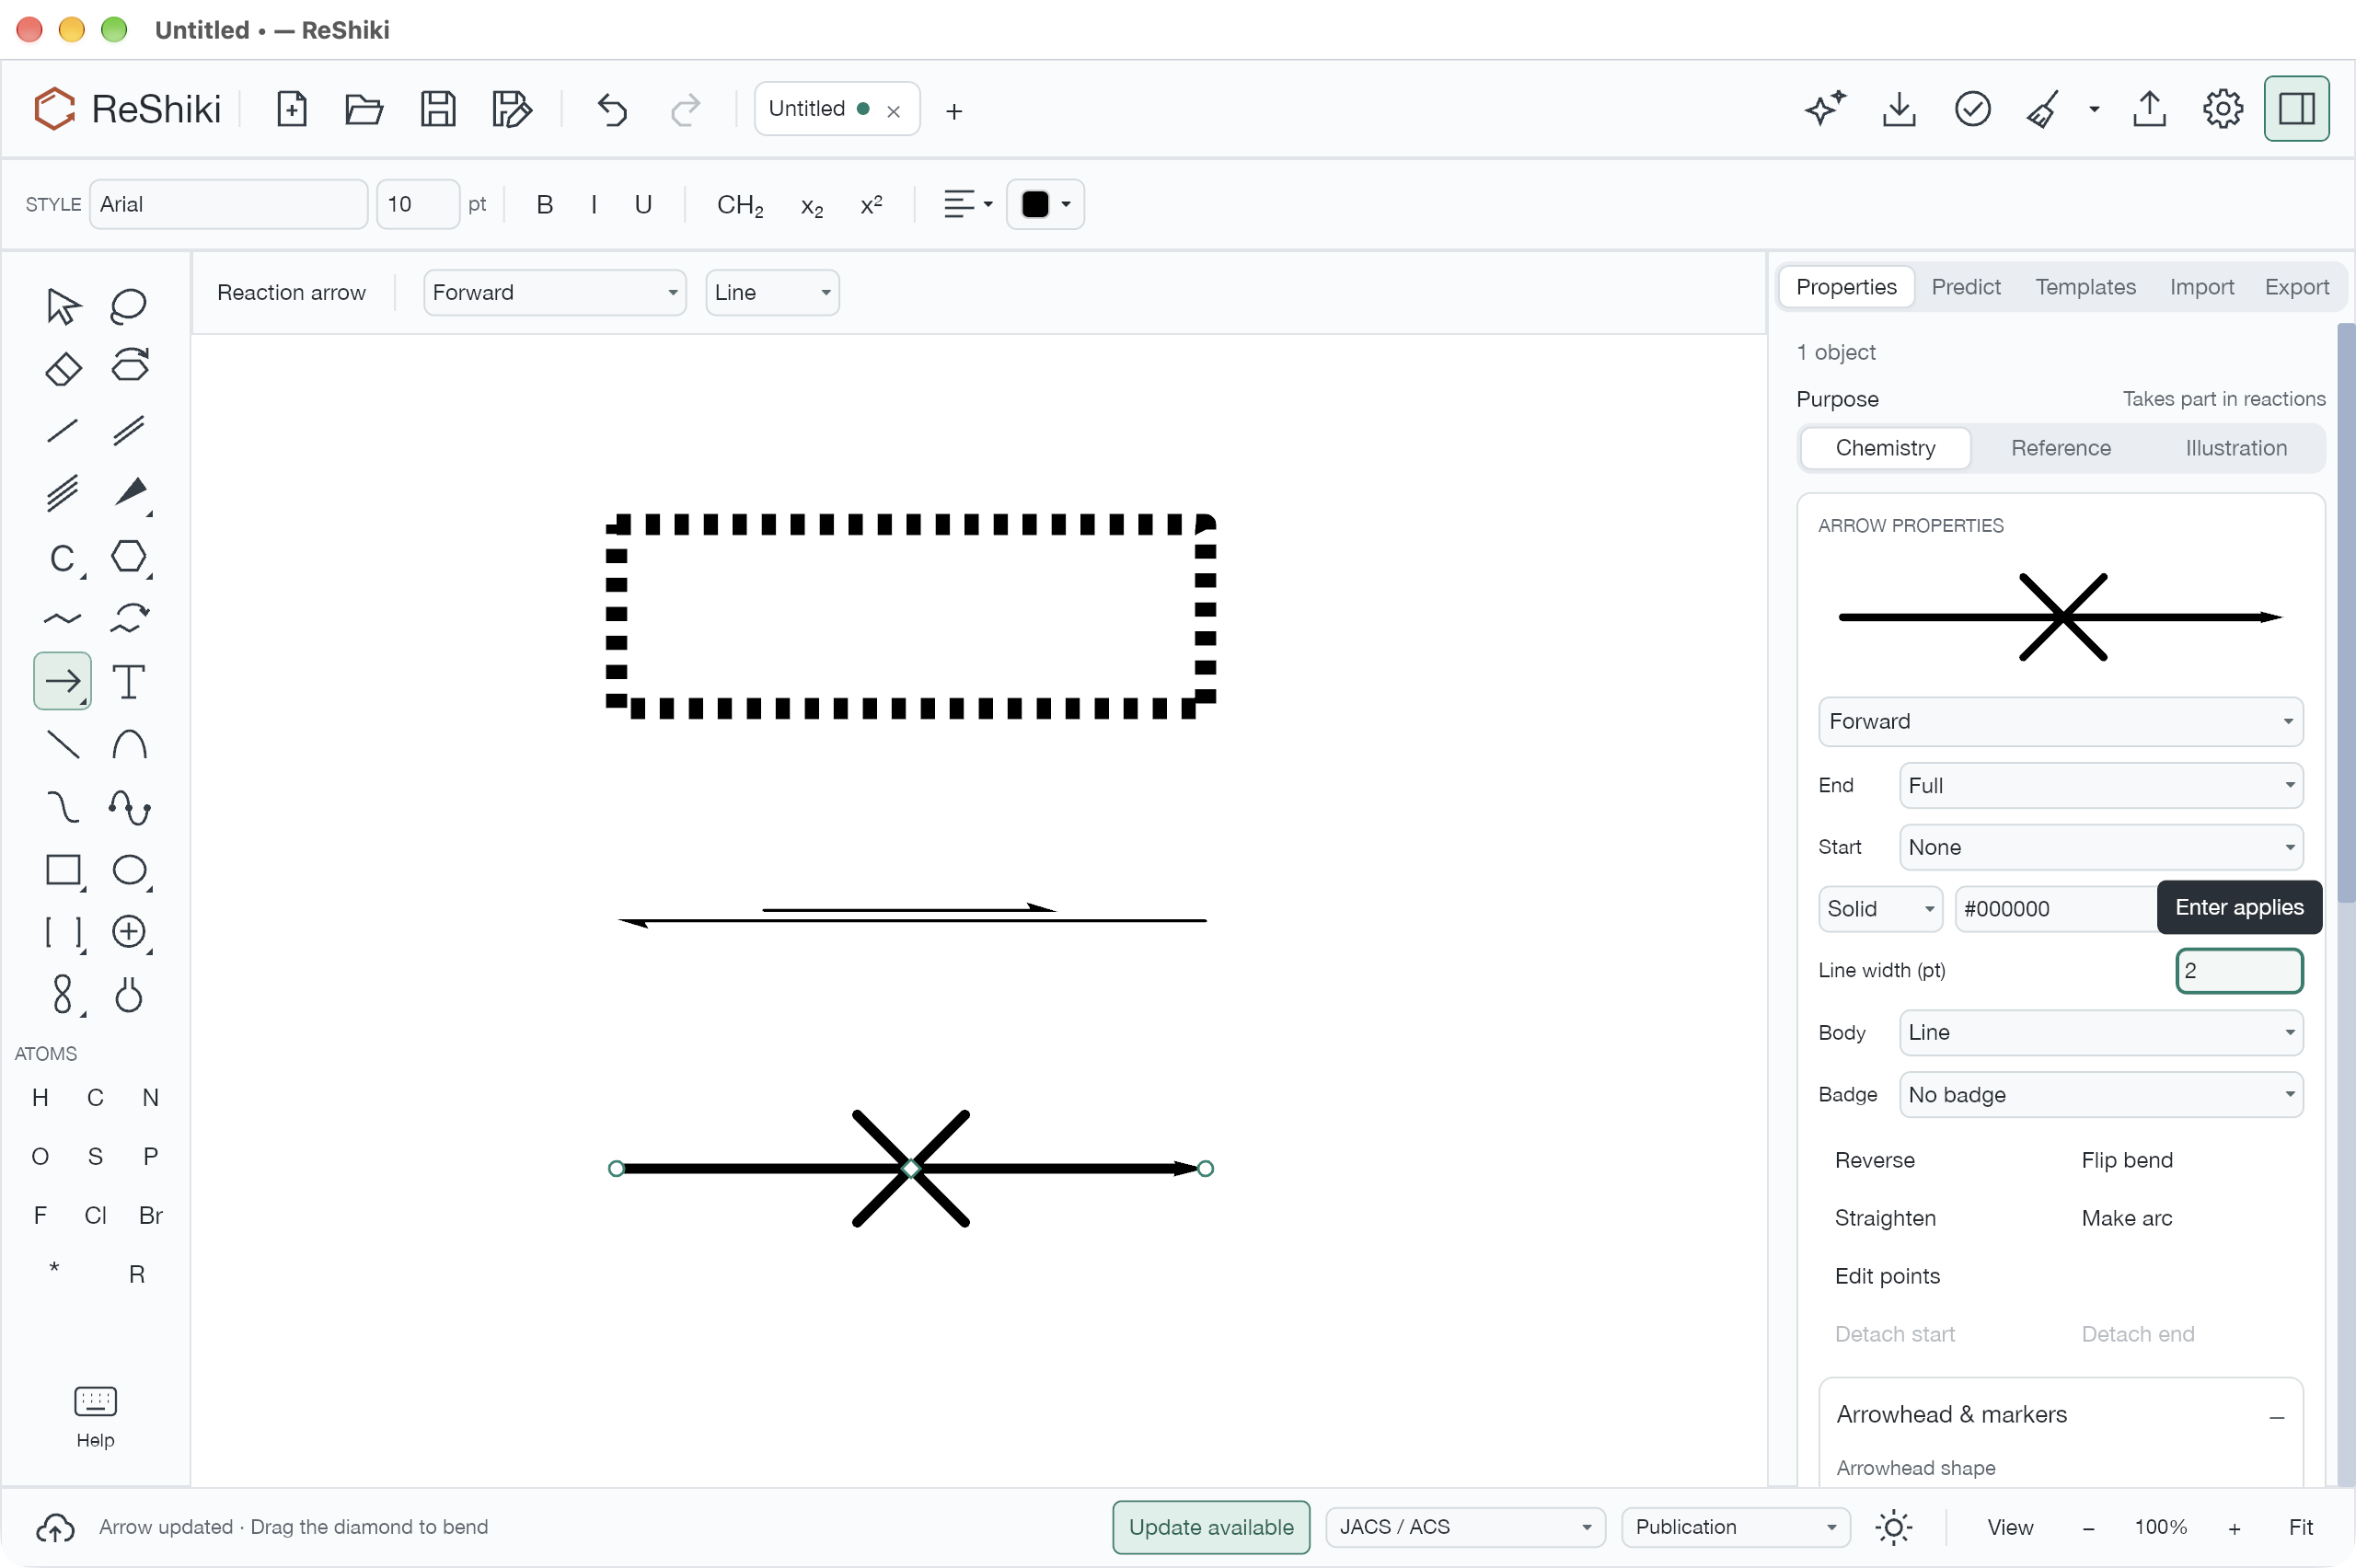 Untitled • — ReShiki
ReShiki
Untitled
STYLE Arial 10 pt B I U CH₂ x₂ x²
Reaction arrow Forward Line
Properties Predict Templates Import Export
1 object
Purpose Takes part in reactions
Chemistry Reference Illustration
ARROW PROPERTIES
Forward
End Full
Start None
Solid #000000 Enter applies
Line width (pt) 2
Body Line
Badge No badge
Reverse Flip bend
Straighten Make arc
Edit points
Detach start Detach end
Arrowhead & markers
Arrowhead shape
C
T
ATOMS
H C N
O S P
F Cl Br
* R
Help
Arrow updated · Drag the diamond to bend Update available JACS / ACS Publication View − 100% + Fit